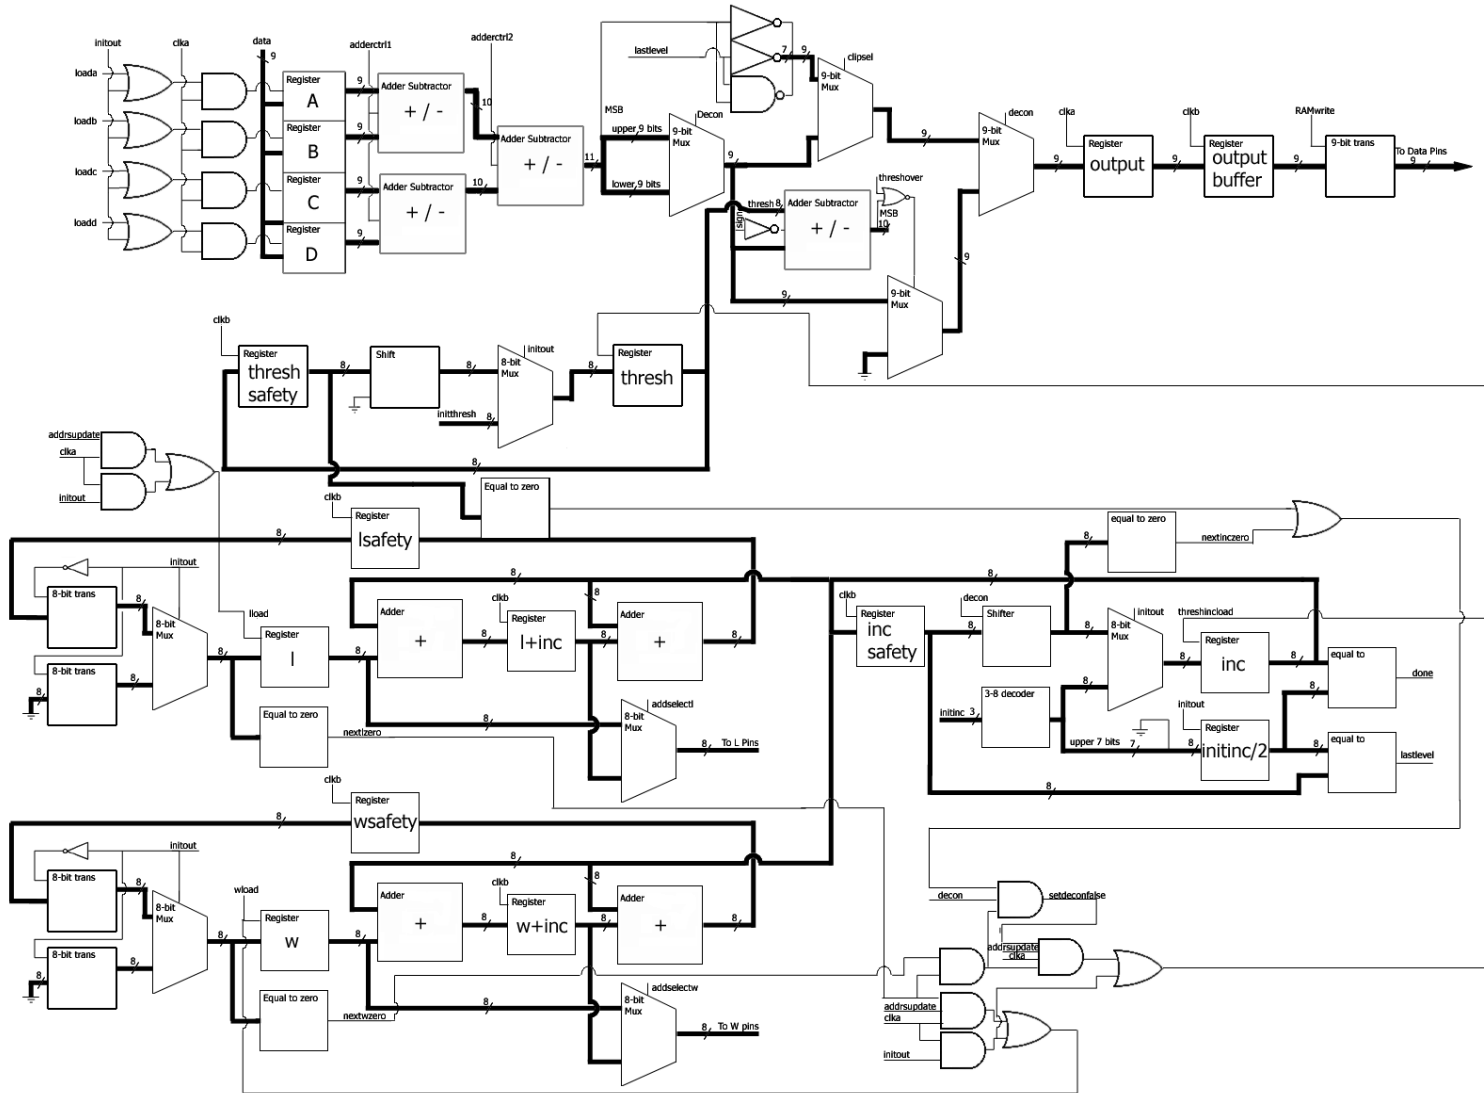 initout
clka
data
adderctrl1
adderctrl2
9
loada
loadb
loadc
loadd
Register
A
B
Register
C
Register
D
9
9
9
9
Adder Subtractor
+ / -
Adder Subtractor
+ / -
10
10
Adder Subtractor
+ / -
11
MSB
upper 9 bits
lower 9 bits
lastlevel
7
9
Decon
9-bit
Mux
9
clipsel
9-bit
Mux
9
threshover
MSB
10
thresh
8
sign
Adder Subtractor
+ / -
9
9-bit
Mux
9
decon
9-bit
Mux
9
clka
Register
output
9
clkb
Register
output
buffer
9
RAMwrite
9-bit trans
To Data Pins
9
clkb
Register
thresh
safety
8
Shift
8
initout
8-bit
Mux
initthresh
8
8
Register
thresh
8
addrsupdate
clka
initout
Equal to zero
clkb
Register
lsafety
8
initout
8-bit trans
8
8-bit
Mux
8-bit trans
8
8
8
lload
Register
l
8
8
8
Adder
+
8
clkb
Register
l+inc
8
Adder
+
8
Equal to zero
nextlzero
8
addselectl
8-bit
Mux
8
To L Pins
equal to zero
nextinczero
8
8
clkb
Register
inc
safety
8
decon
Shifter
8
initout
8-bit
Mux
8
8
threshincload
Register
inc
8
equal to
done
8
3-8 decoder
initinc
3
upper 7 bits
7
8
initout
Register
initinc/2
8
equal to
lastlevel
8
clkb
Register
wsafety
8
initout
8-bit trans
8
8-bit
Mux
8-bit trans
8
8
8
wload
Register
w
8
8
8
Adder
+
8
clkb
Register
w+inc
8
Adder
+
8
Equal to zero
nextwzero
8
addselectw
8-bit
Mux
8
To W pins
decon
setdeconfalse
addrsupdate
clka
addrsupdate
clka
initout